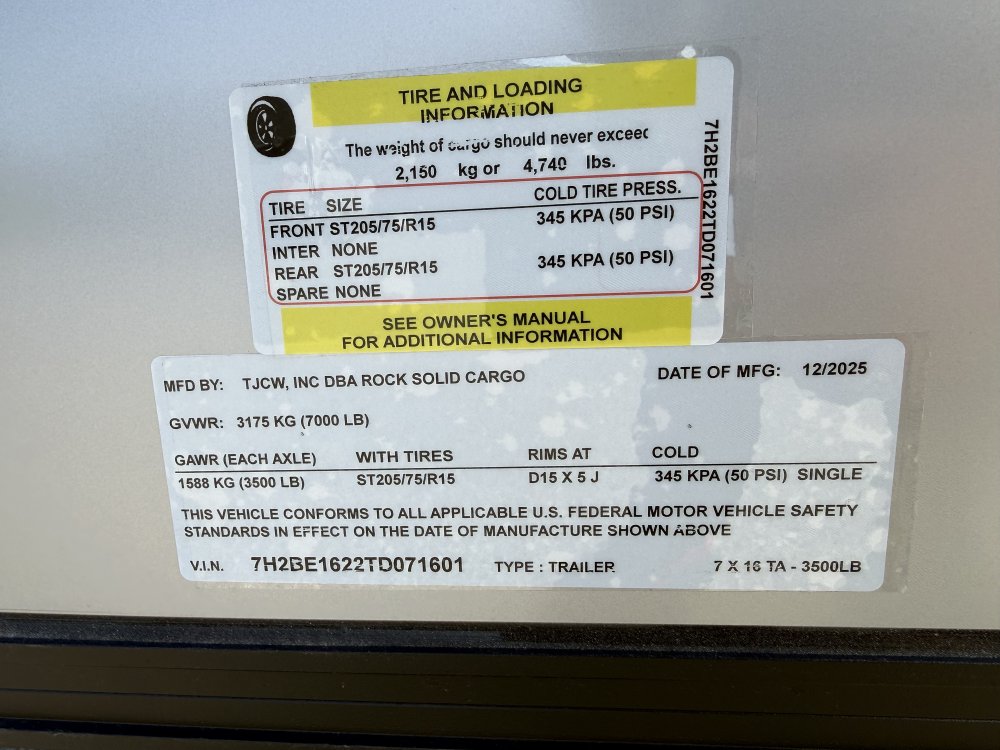 TIRE AND LOADING
INFORMATION
The weight of cargo should never exceed
2,150 kg or 4,740 lbs.
TIRE SIZE COLD TIRE PRESS.
FRONT ST205/75/R15 345 KPA (50 PSI)
INTER NONE
REAR ST205/75/R15 345 KPA (50 PSI)
SPARE NONE
SEE OWNER'S MANUAL
FOR ADDITIONAL INFORMATION
7H2BE1622TD071601
MFD BY: TJCW, INC DBA ROCK SOLID CARGO DATE OF MFG: 12/2025
GVWR: 3175 KG (7000 LB)
GAWR (EACH AXLE) WITH TIRES RIMS AT COLD
1588 KG (3500 LB) ST205/75/R15 D15 X 5 J 345 KPA (50 PSI) SINGLE
THIS VEHICLE CONFORMS TO ALL APPLICABLE U.S. FEDERAL MOTOR VEHICLE SAFETY
STANDARDS IN EFFECT ON THE DATE OF MANUFACTURE SHOWN ABOVE
V.I.N. 7H2BE1622TD071601 TYPE : TRAILER 7 X 16 TA - 3500LB